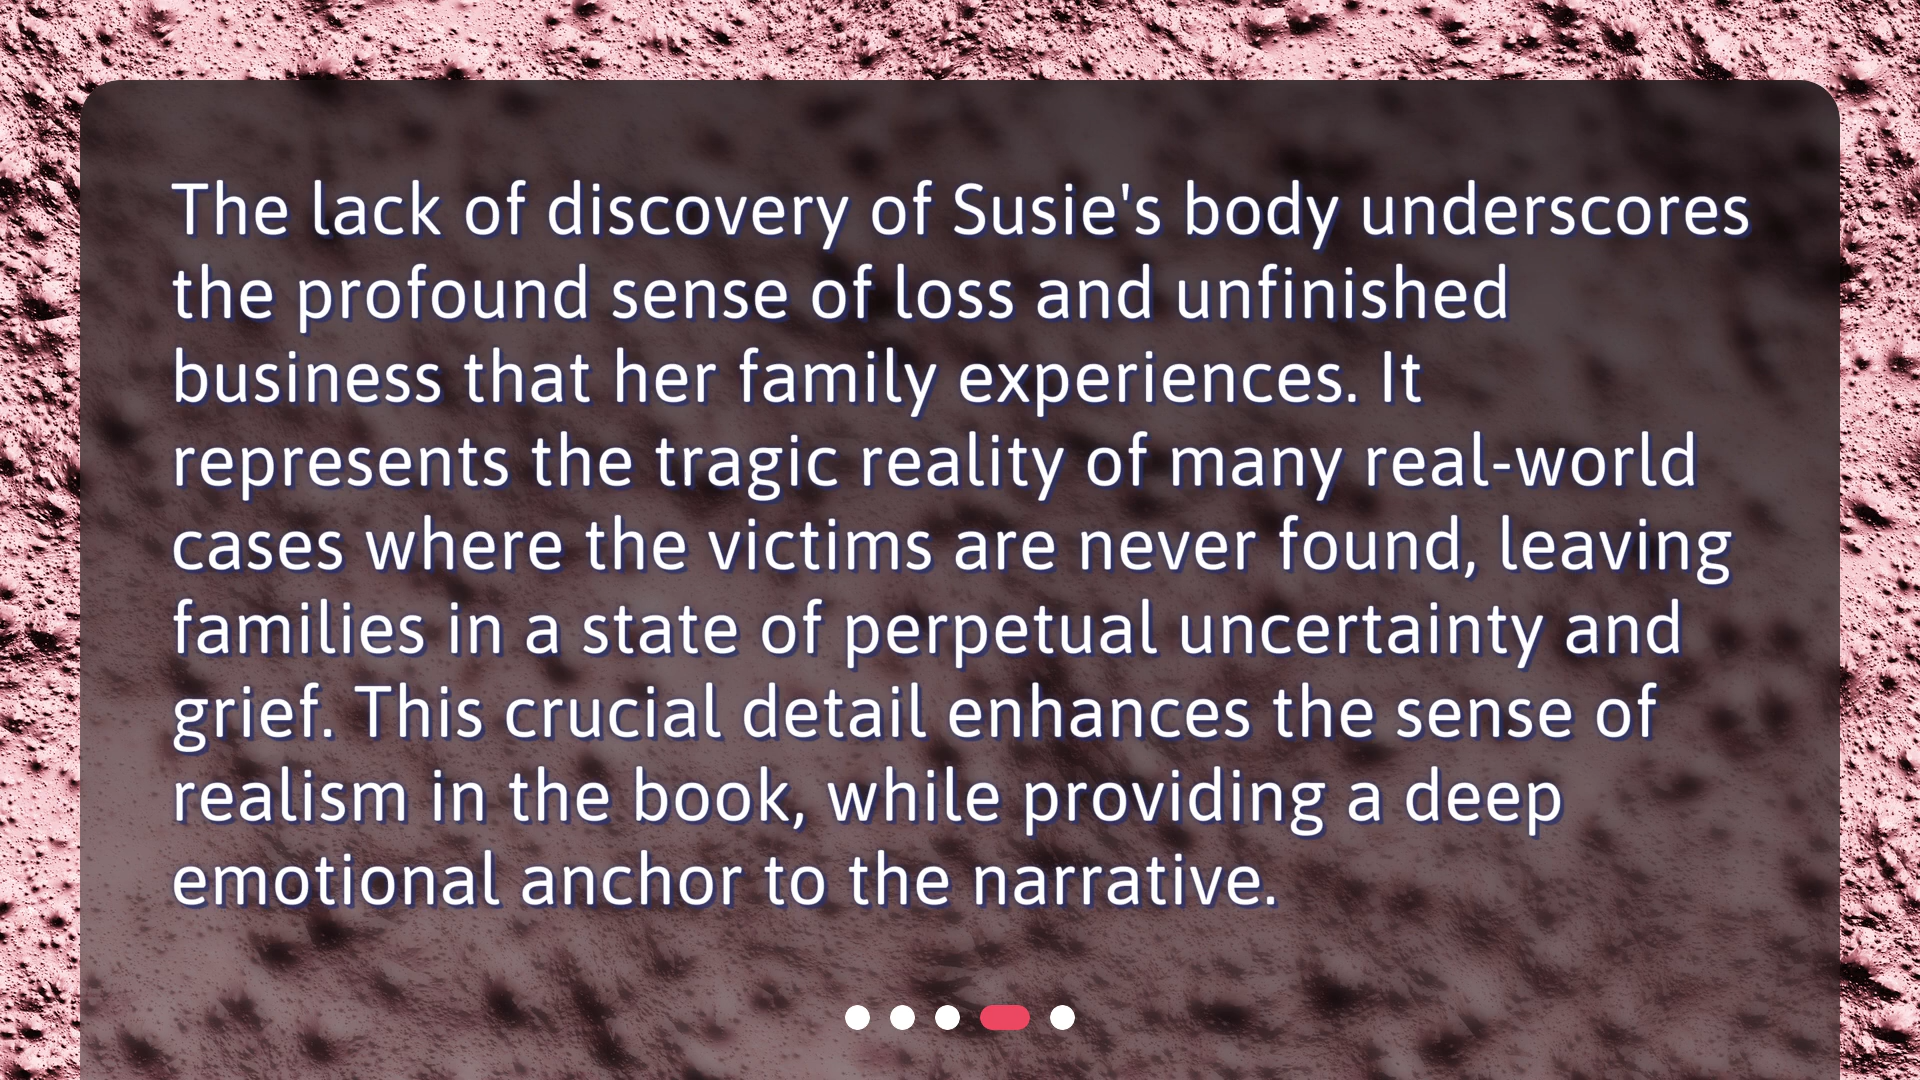 The lack of discovery of Susie's body underscores
the profound sense of loss and unfinished
business that her family experiences. It
represents the tragic reality of many real-world
cases where the victims are never found, leaving
families in a state of perpetual uncertainty and
grief. This crucial detail enhances the sense of
realism in the book, while providing a deep
emotional anchor to the narrative.